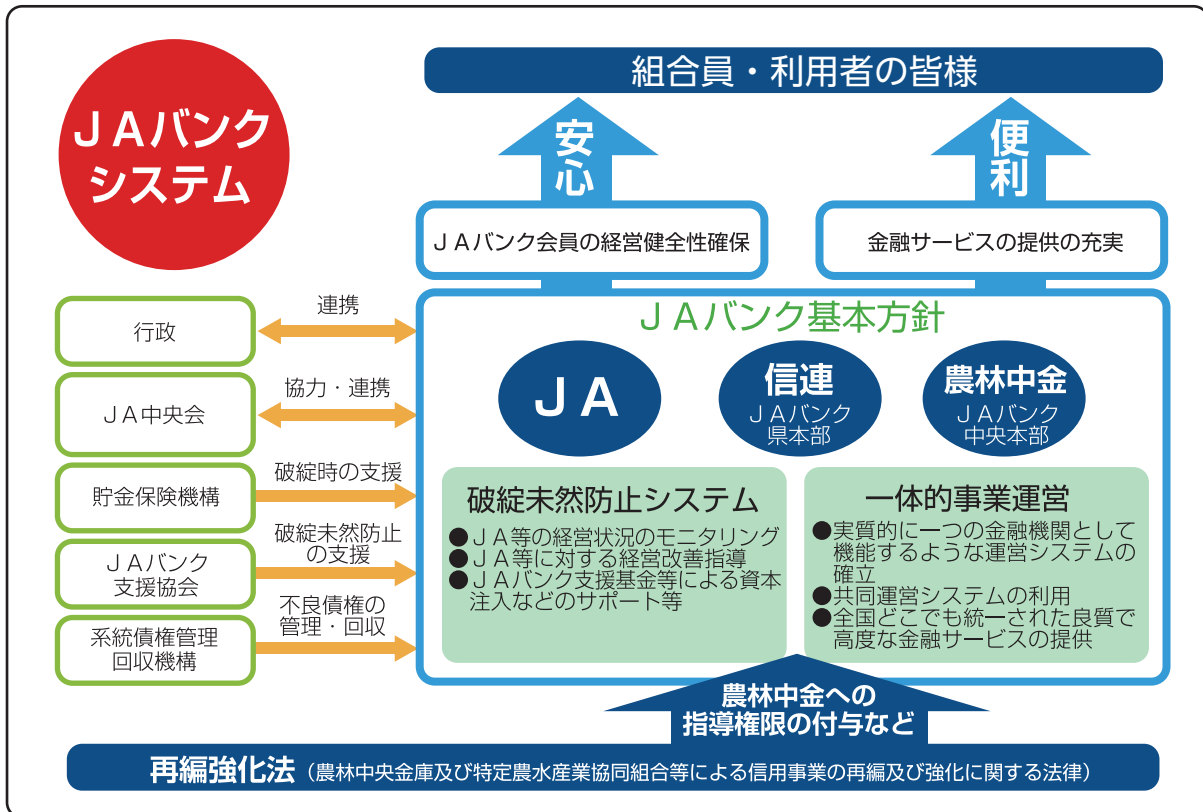 JAバンク
システム
組合員・利用者の皆様
安心
便利
JAバンク会員の経営健全性確保
金融サービスの提供の充実
行政
連携
JA中央会
協力・連携
貯金保険機構
破綻時の支援
JAバンク
支援協会
破綻未然防止
の支援
系統債権管理
回収機構
不良債権の
管理・回収
JAバンク基本方針
JA
信連
JAバンク
県本部
農林中金
JAバンク
中央本部
破綻未然防止システム
●JA等の経営状況のモニタリング
●JA等に対する経営改善指導
●JAバンク支援基金等による資本
注入などのサポート等
一体的事業運営
●実質的に一つの金融機関として
機能するような運営システムの
確立
●共同運営システムの利用
●全国どこでも統一された良質で
高度な金融サービスの提供
農林中金への
指導権限の付与など
再編強化法（農林中央金庫及び特定農水産業協同組合等による信用事業の再編及び強化に関する法律）